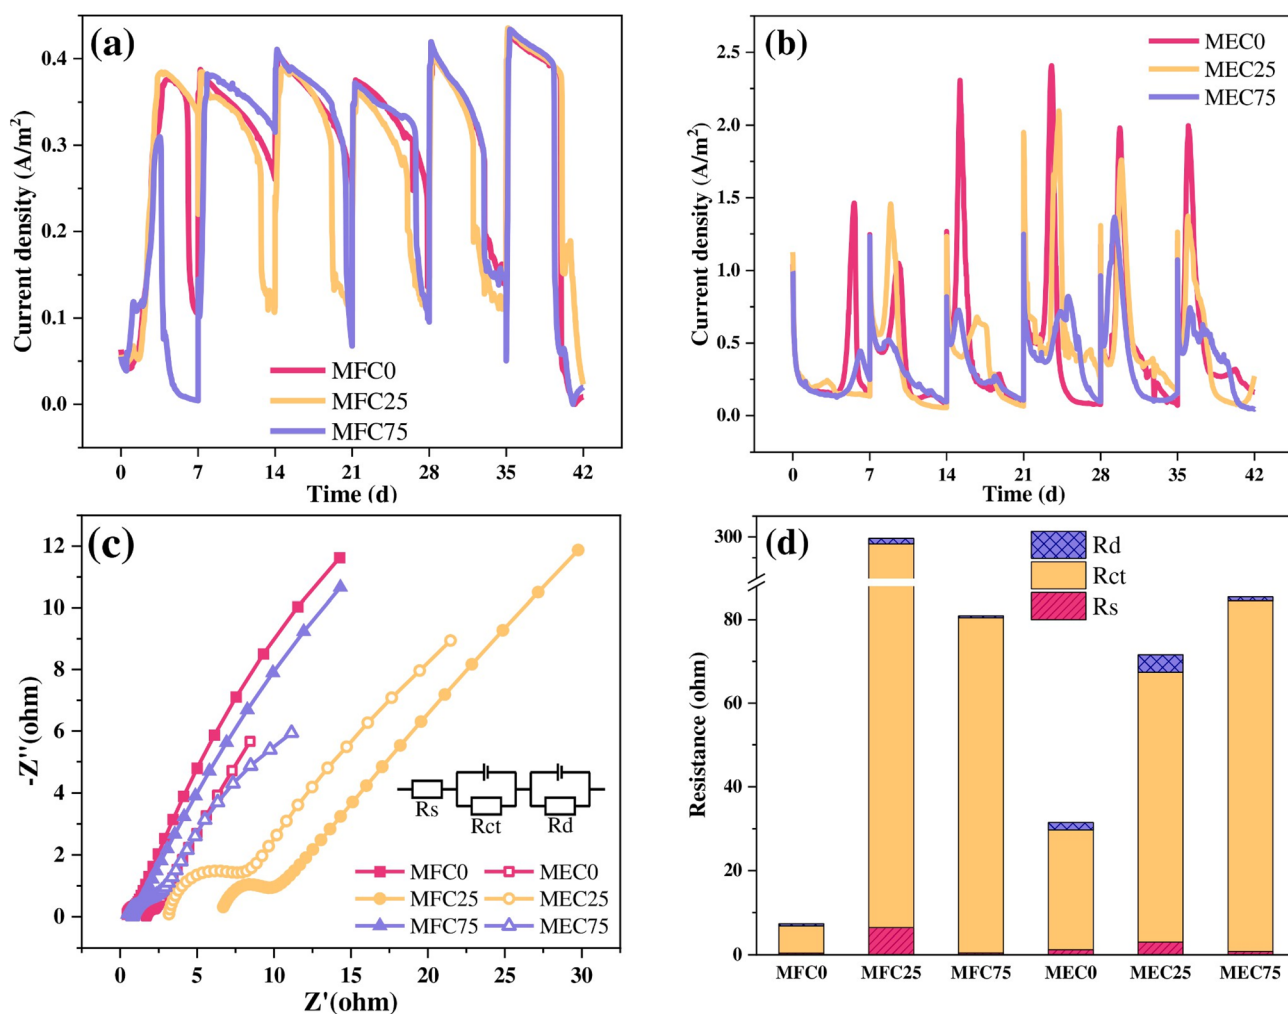 (a)
Current density (A/m²)
0.4
0.3
0.2
0.1
0.0
MFC0
MFC25
MFC75
0 7 14 21 28 35 42
Time (d)
(b)
Current density (A/m²)
2.5
2.0
1.5
1.0
0.5
0.0
MEC0
MEC25
MEC75
0 7 14 21 28 35 42
Time (d)
(c)
-Z''(ohm)
12
10
8
6
4
2
0
Rs
Rct
Rd
MFC0 MEC0
MFC25 MEC25
MFC75 MEC75
0 5 10 15 20 25 30
Z'(ohm)
(d)
Resistance (ohm)
300
80
60
40
20
0
Rd
Rct
Rs
MFC0 MFC25 MFC75 MEC0 MEC25 MEC75